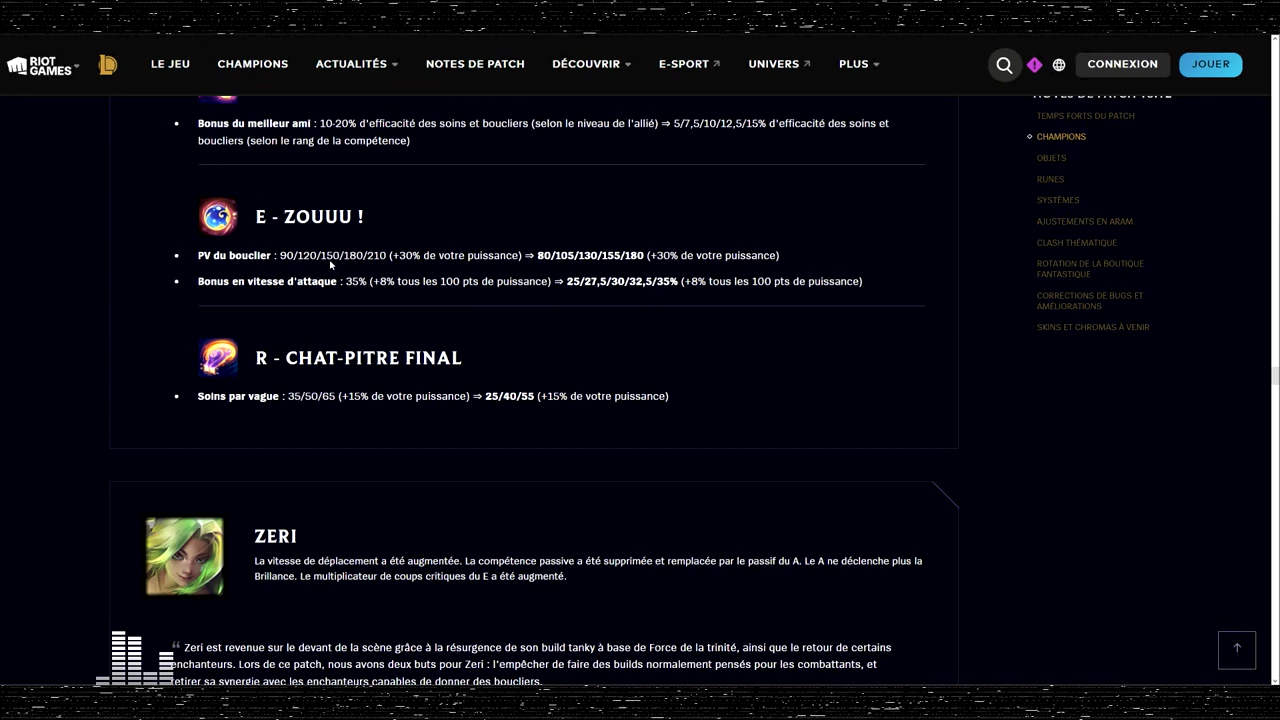 RIOT GAMES
LE JEU
CHAMPIONS
ACTUALITÉS
NOTES DE PATCH
DÉCOUVRIR
E-SPORT
UNIVERS
PLUS
CONNEXION
JOUER
Bonus du meilleur ami : 10-20% d'efficacité des soins et boucliers (selon le niveau de l'allié) ⇒ 5/7,5/10/12,5/15% d'efficacité des soins et
boucliers (selon le rang de la compétence)
E - ZOUUU !
PV du bouclier : 90/120/150/180/210 (+30% de votre puissance) ⇒ 80/105/130/155/180 (+30% de votre puissance)
Bonus en vitesse d'attaque : 35% (+8% tous les 100 pts de puissance) ⇒ 25/27,5/30/32,5/35% (+8% tous les 100 pts de puissance)
R - CHAT-PITRE FINAL
Soins par vague : 35/50/65 (+15% de votre puissance) ⇒ 25/40/55 (+15% de votre puissance)
ZERI
La vitesse de déplacement a été augmentée. La compétence passive a été supprimée et remplacée par le passif du A. Le A ne déclenche plus la
Brillance. Le multiplicateur de coups critiques du E a été augmenté.
Zeri est revenue sur le devant de la scène grâce à la résurgence de son build tanky à base de Force de la trinité, ainsi que le retour de certains
enchanteurs. Lors de ce patch, nous avons deux buts pour Zeri : l'empêcher de faire des builds normalement pensés pour les combattants, et
retirer sa synergie avec les enchanteurs capables de donner des boucliers.
NOTES DE PATCH
TEMPS FORTS DU PATCH
CHAMPIONS
OBJETS
RUNES
SYSTÈMES
AJUSTEMENTS EN ARAM
CLASH THÉMATIQUE
ROTATION DE LA BOUTIQUE
FANTASTIQUE
CORRECTIONS DE BUGS ET
AMÉLIORATIONS
SKINS ET CHROMAS À VENIR